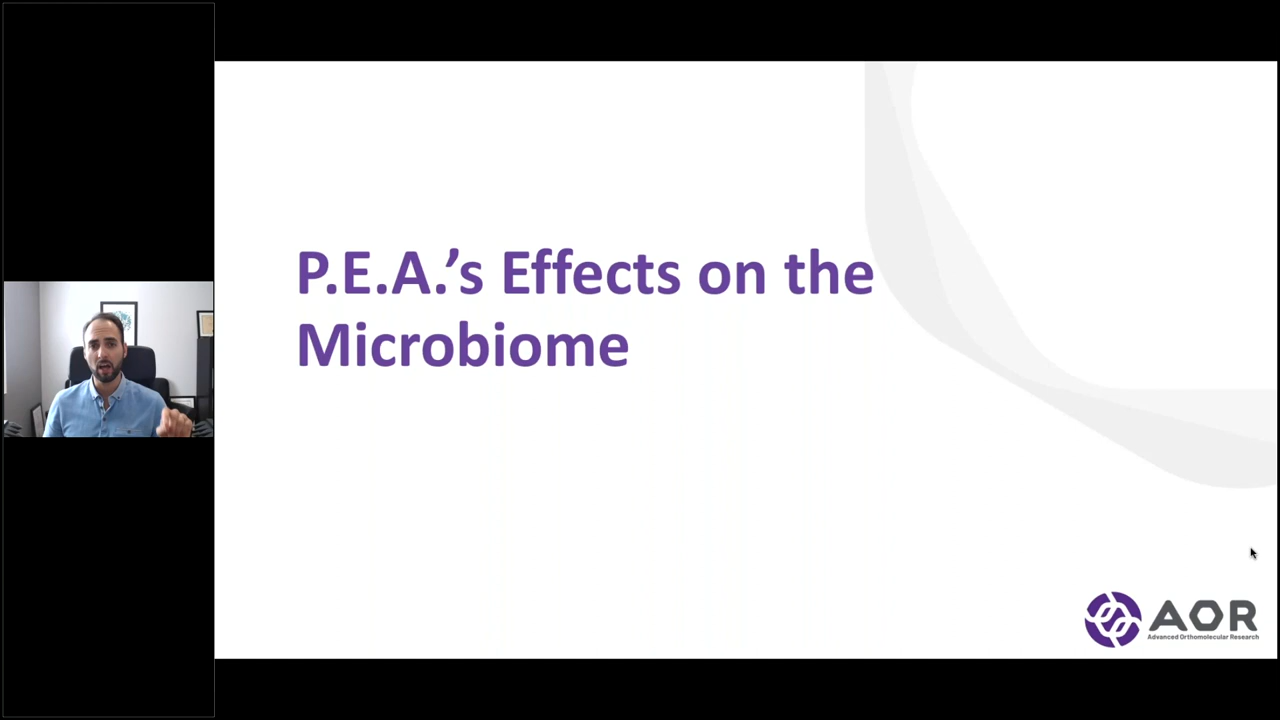 P.E.A.’s Effects on the
Microbiome
AOR
Advanced Orthomolecular Research